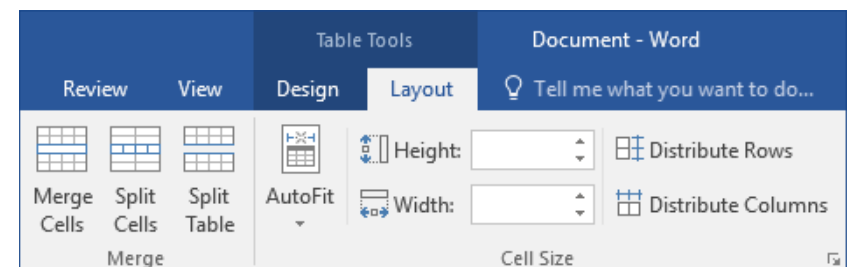 Table Tools
Document - Word
Review
View
Design
Layout
Tell me what you want to do...
Merge Cells
Split Cells
Split Table
AutoFit
Height:
Width:
Distribute Rows
Distribute Columns
Merge
Cell Size